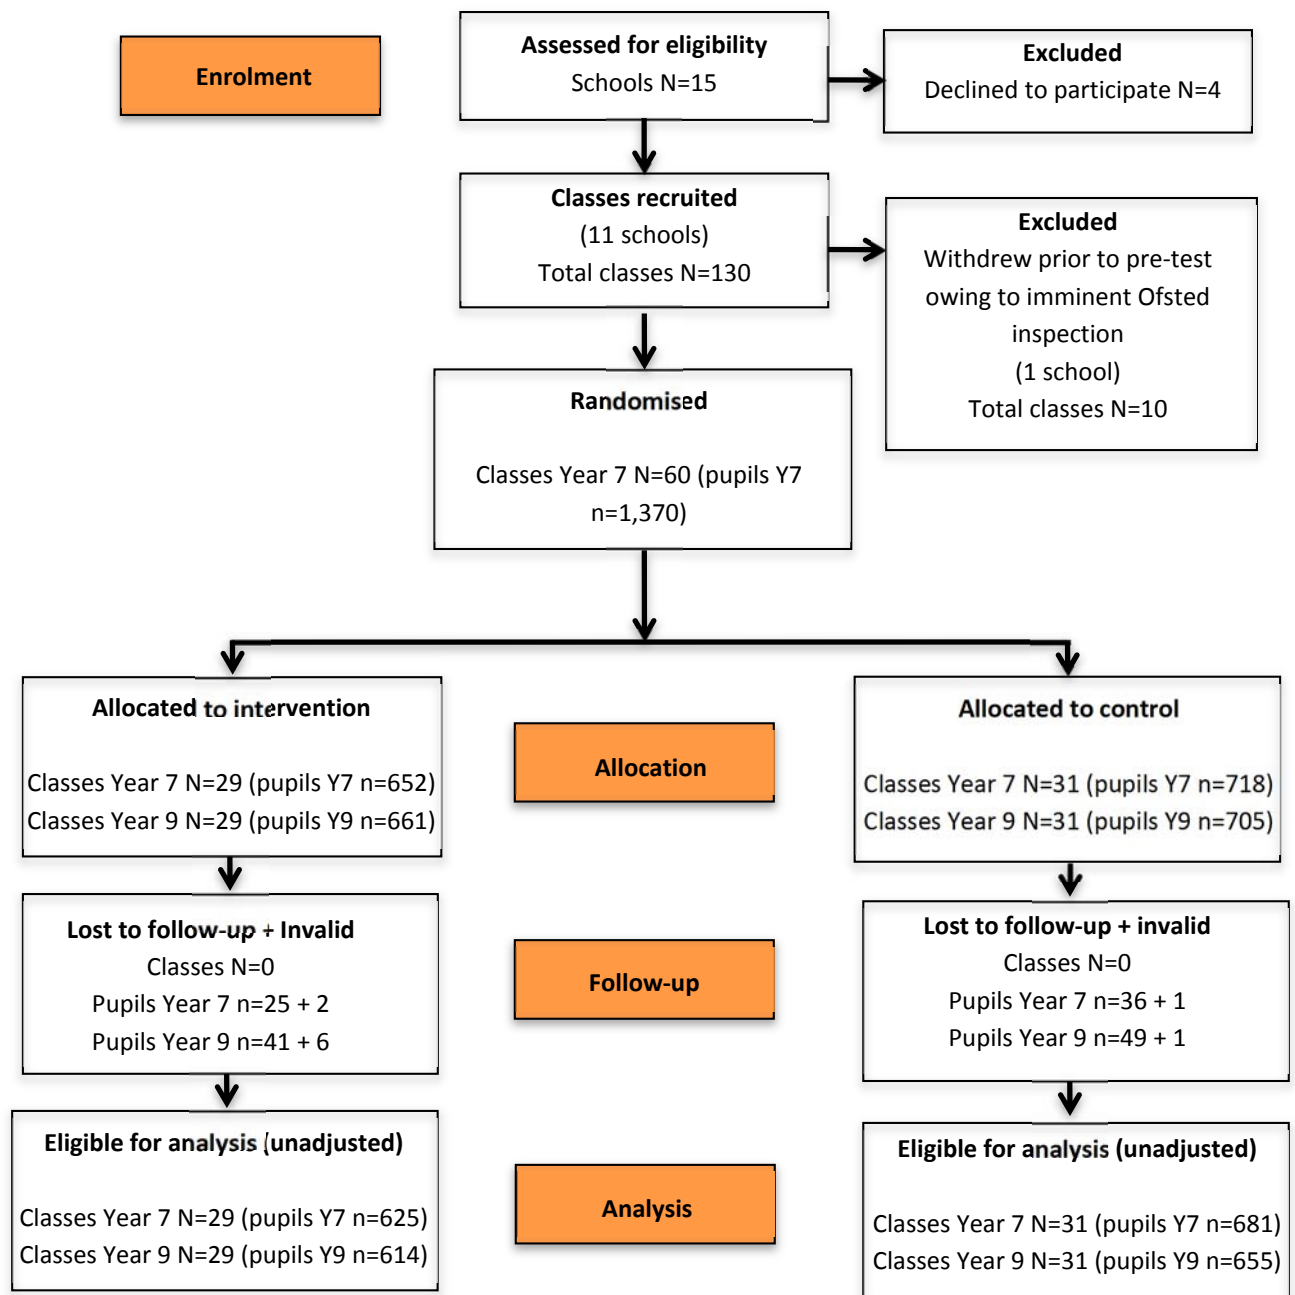 Enrolment
Assessed for eligibility
Schools N=15
Excluded
Declined to participate N=4
Classes recruited
(11 schools)
Total classes N=130
Excluded
Withdrew prior to pre-test
owing to imminent Ofsted
inspection
(1 school)
Total classes N=10
Randomised
Classes Year 7 N=60 (pupils Y7
n=1,370)
Allocated to intervention
Classes Year 7 N=29 (pupils Y7 n=652)
Classes Year 9 N=29 (pupils Y9 n=661)
Allocation
Allocated to control
Classes Year 7 N=31 (pupils Y7 n=718)
Classes Year 9 N=31 (pupils Y9 n=705)
Lost to follow-up + Invalid
Classes N=0
Pupils Year 7 n=25 + 2
Pupils Year 9 n=41 + 6
Follow-up
Lost to follow-up + invalid
Classes N=0
Pupils Year 7 n=36 + 1
Pupils Year 9 n=49 + 1
Eligible for analysis (unadjusted)
Classes Year 7 N=29 (pupils Y7 n=625)
Classes Year 9 N=29 (pupils Y9 n=614)
Analysis
Eligible for analysis (unadjusted)
Classes Year 7 N=31 (pupils Y7 n=681)
Classes Year 9 N=31 (pupils Y9 n=655)